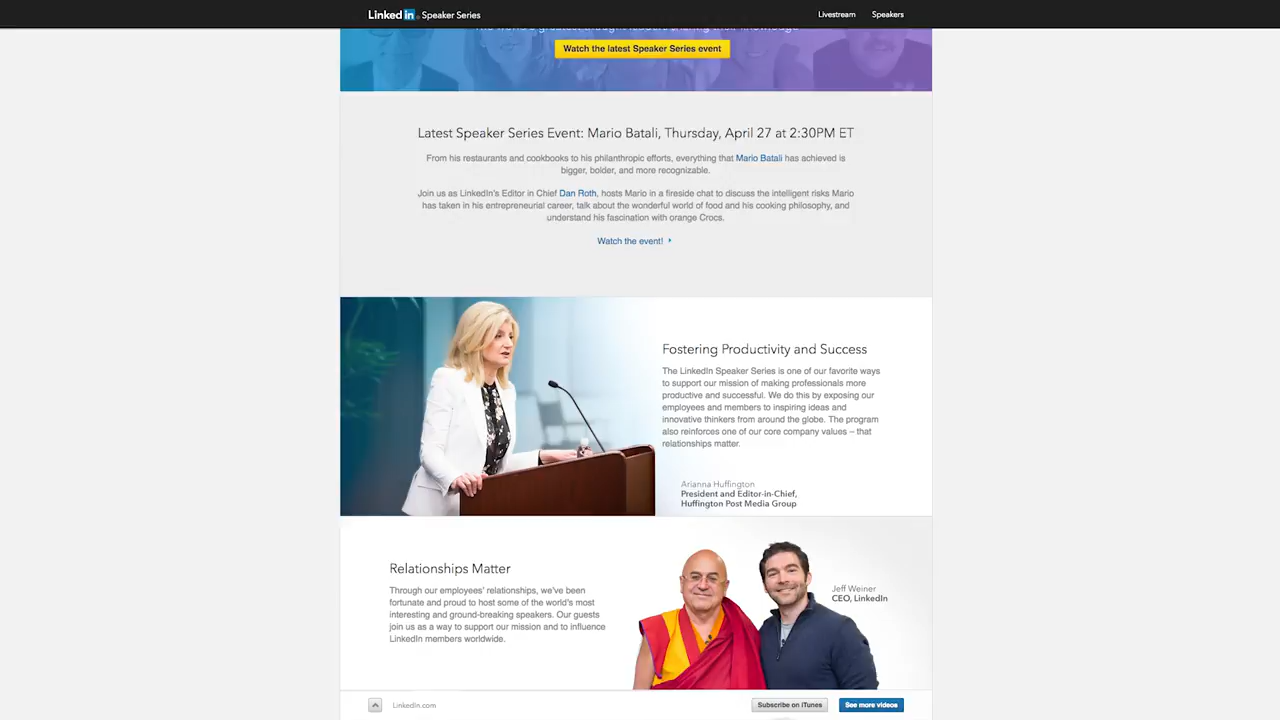 Linked in Speaker Series
Livestream
Speakers
Watch the latest Speaker Series event
Latest Speaker Series Event: Mario Batali, Thursday, April 27 at 2:30PM ET
From his restaurants and cookbooks to his philanthropic efforts, everything that Mario Batali has achieved is
bigger, bolder, and more recognizable.
Join us as LinkedIn's Editor in Chief Dan Roth, hosts Mario in a fireside chat to discuss the intelligent risks Mario
has taken in his entrepreneurial career, talk about the wonderful world of food and his cooking philosophy, and
understand his fascination with orange Crocs.
Watch the event!
Fostering Productivity and Success
The LinkedIn Speaker Series is one of our favorite ways
to support our mission of making professionals more
productive and successful. We do this by exposing our
employees and members to inspiring ideas and
innovative thinkers from around the globe. The program
also reinforces one of our core company values – that
relationships matter.
Arianna Huffington
President and Editor-in-Chief,
Huffington Post Media Group
Relationships Matter
Through our employees' relationships, we've been
fortunate and proud to host some of the world's most
interesting and ground-breaking speakers. Our guests
join us as a way to support our mission and to influence
LinkedIn members worldwide.
Jeff Weiner
CEO, LinkedIn
LinkedIn.com
Subscribe on iTunes
See more videos